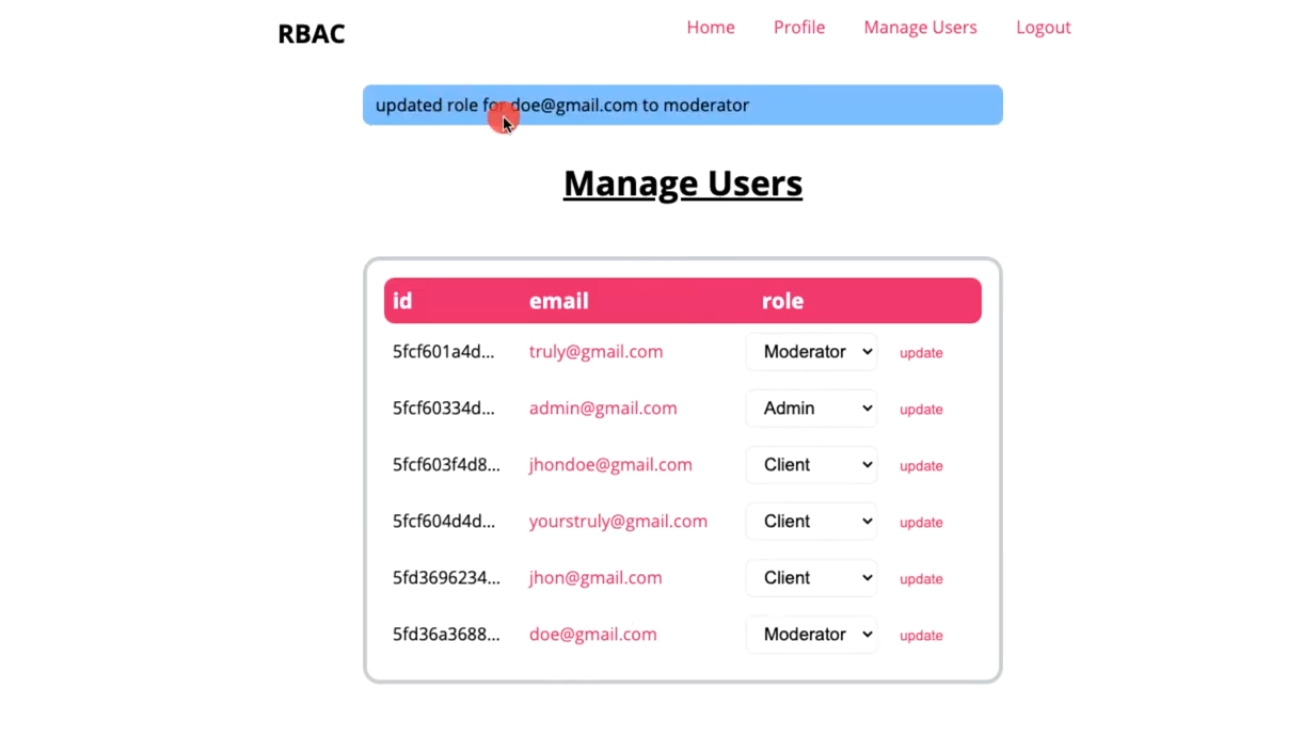 RBAC Home Profile Manage Users Logout
updated role for doe@gmail.com to moderator
Manage Users
id email role
5fcf601a4d... truly@gmail.com Moderator update
5fcf60334d... admin@gmail.com Admin update
5fcf603f4d8... jhondoe@gmail.com Client update
5fcf604d4d... yourstruly@gmail.com Client update
5fd3696234... jhon@gmail.com Client update
5fd36a3688... doe@gmail.com Moderator update